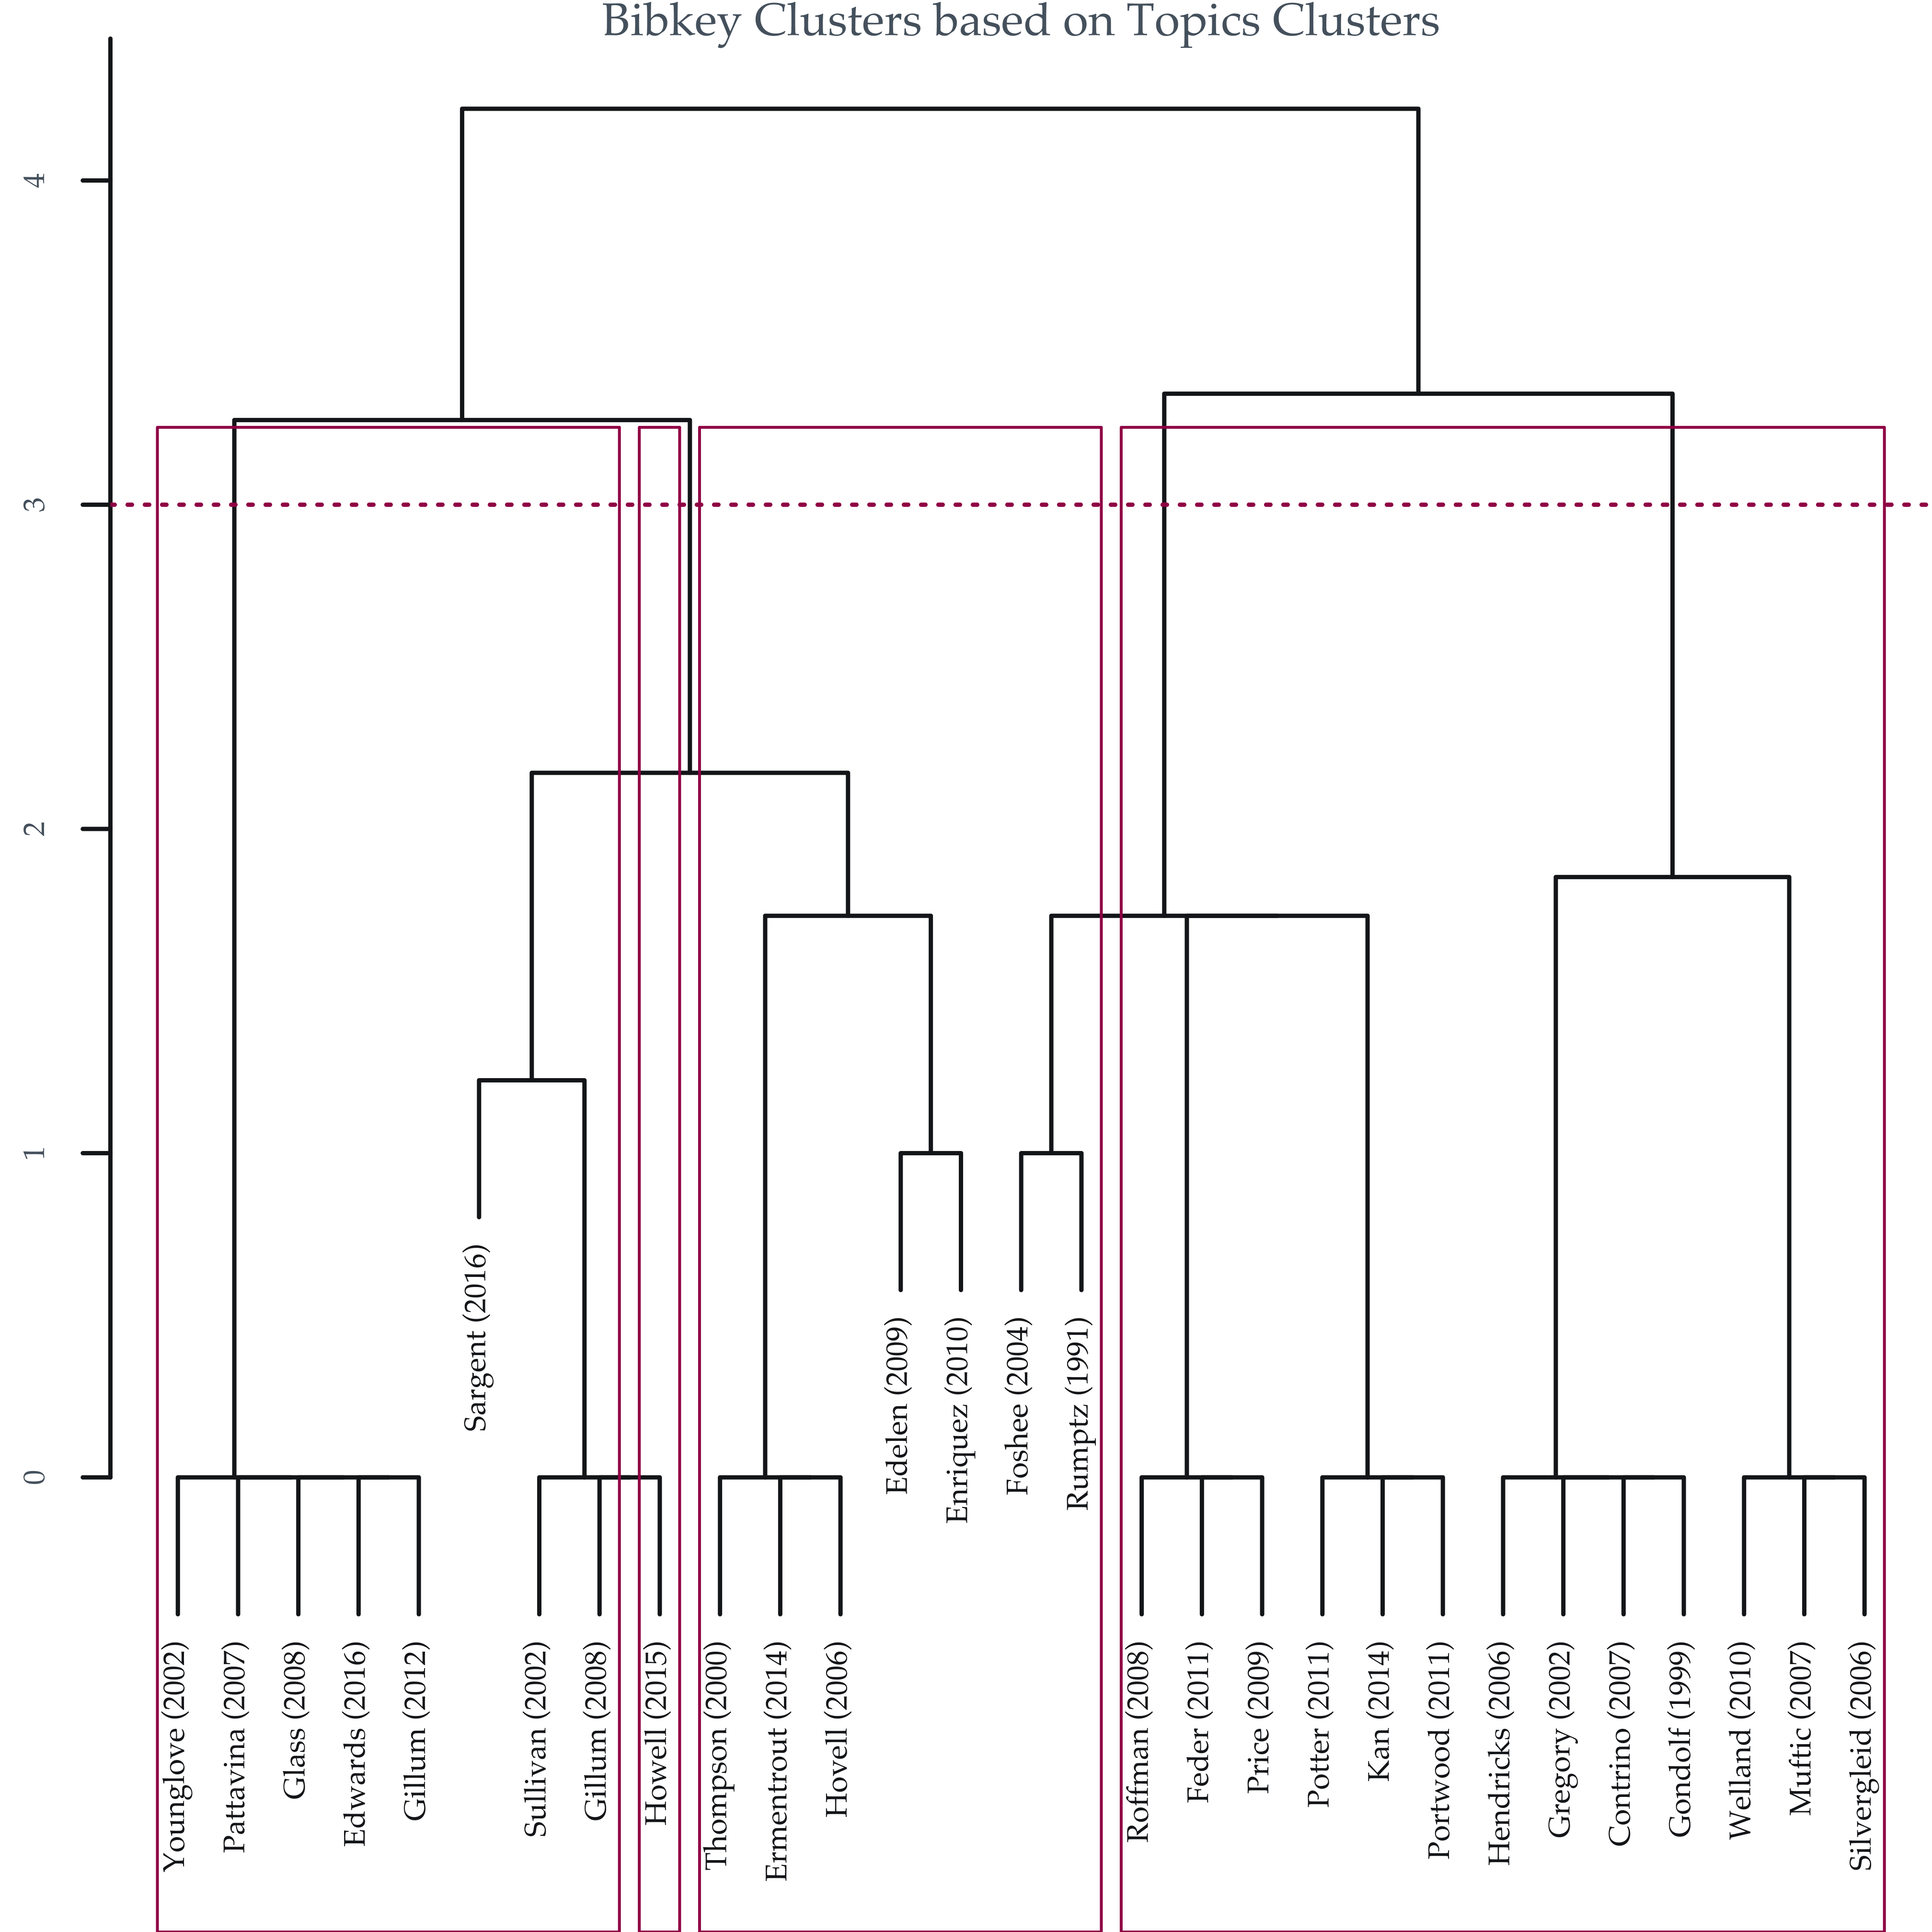 Bibkey Clusters based on Topics Clusters
4
3
2
1
0
Younglove (2002)
Pattavina (2007)
Glass (2008)
Edwards (2016)
Gillum (2012)
Sargent (2016)
Sullivan (2002)
Gillum (2008)
Howell (2015)
Thompson (2000)
Ermentrout (2014)
Hovell (2006)
Edelen (2009)
Enriquez (2010)
Foshee (2004)
Rumptz (1991)
Roffman (2008)
Feder (2011)
Price (2009)
Potter (2011)
Kan (2014)
Portwood (2011)
Hendricks (2006)
Gregory (2002)
Contrino (2007)
Gondolf (1999)
Welland (2010)
Muftic (2007)
Silvergleid (2006)